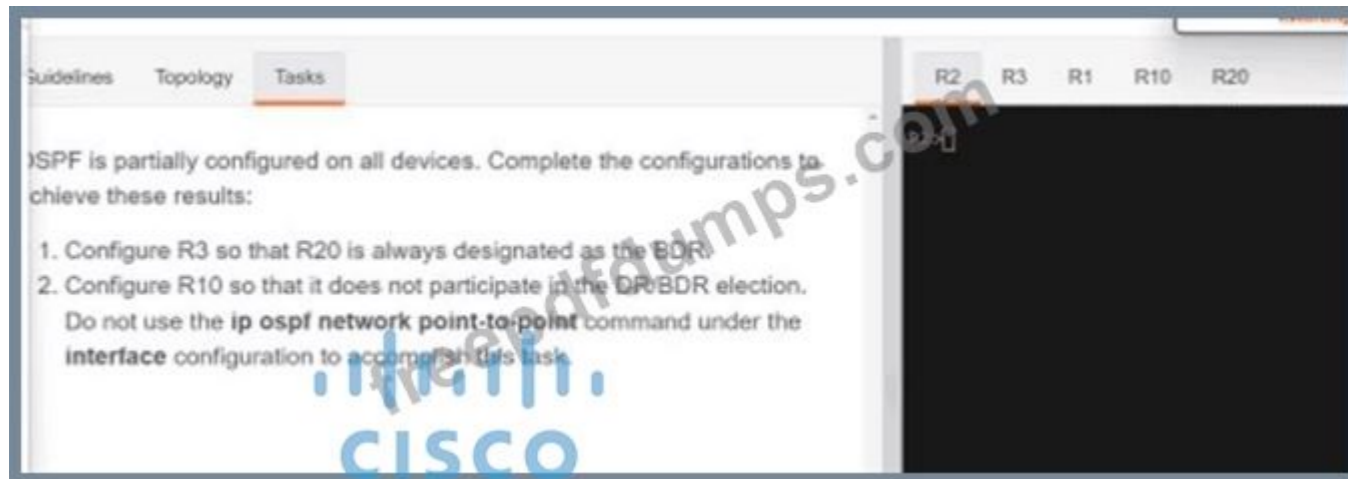 Guidelines Topology Tasks
R2 R3 R1 R10 R20
OSPF is partially configured on all devices. Complete the configurations to
achieve these results:
1. Configure R3 so that R20 is always designated as the BDR.
2. Configure R10 so that it does not participate in the DR/BDR election.
Do not use the ip ospf network point-to-point command under the
interface configuration to accomplish this task.
freepdfdumps.com
CISCO